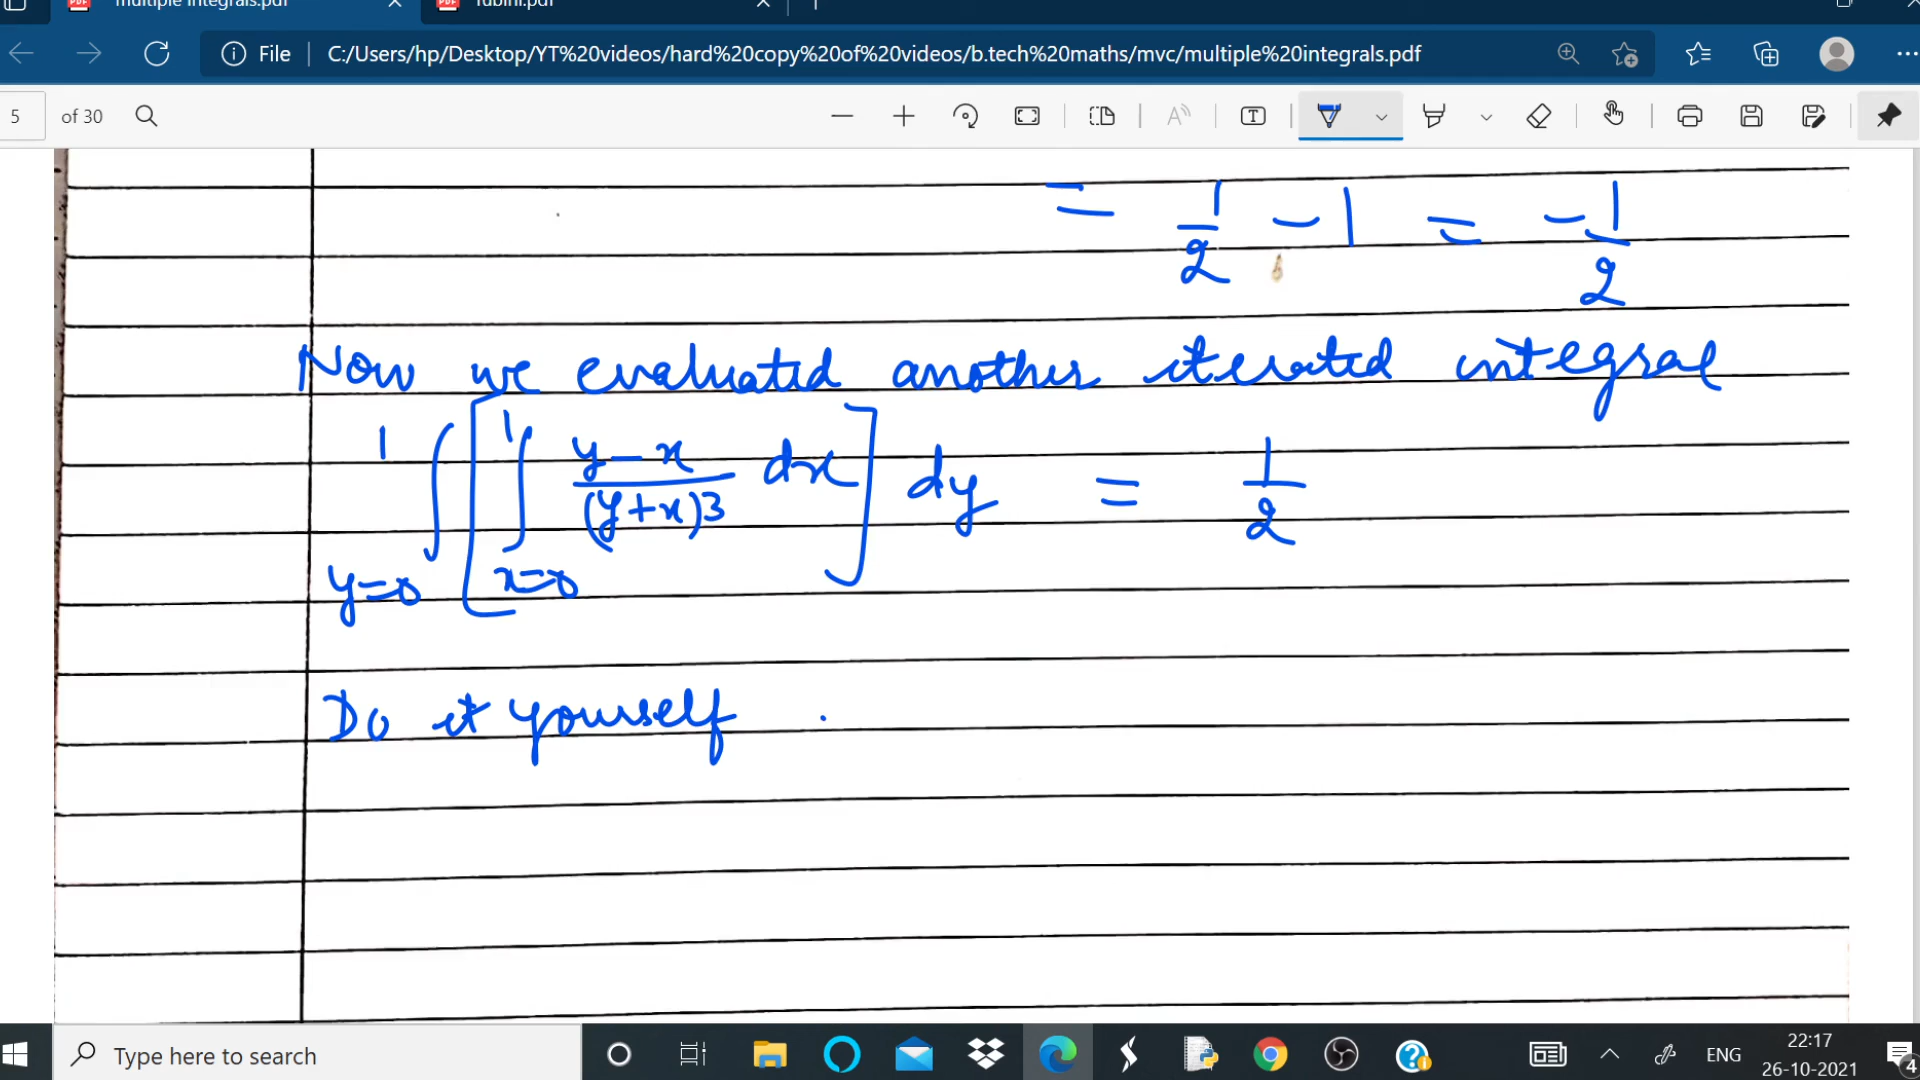 multiple integrals.pdf
fubini.pdf
File
C:/Users/hp/Desktop/YT%20videos/hard%20copy%20of%20videos/b.tech%20maths/mvc/multiple%20integrals.pdf
5 of 30
= 1/2 - 1 = -1/2
Now we evaluated another iterated integral
∫_{y=0}^{1} [ ∫_{x=0}^{1} (y-x)/(y+x)^3 dx ] dy = 1/2
Do it yourself .
Type here to search
ENG
22:17
26-10-2021
4